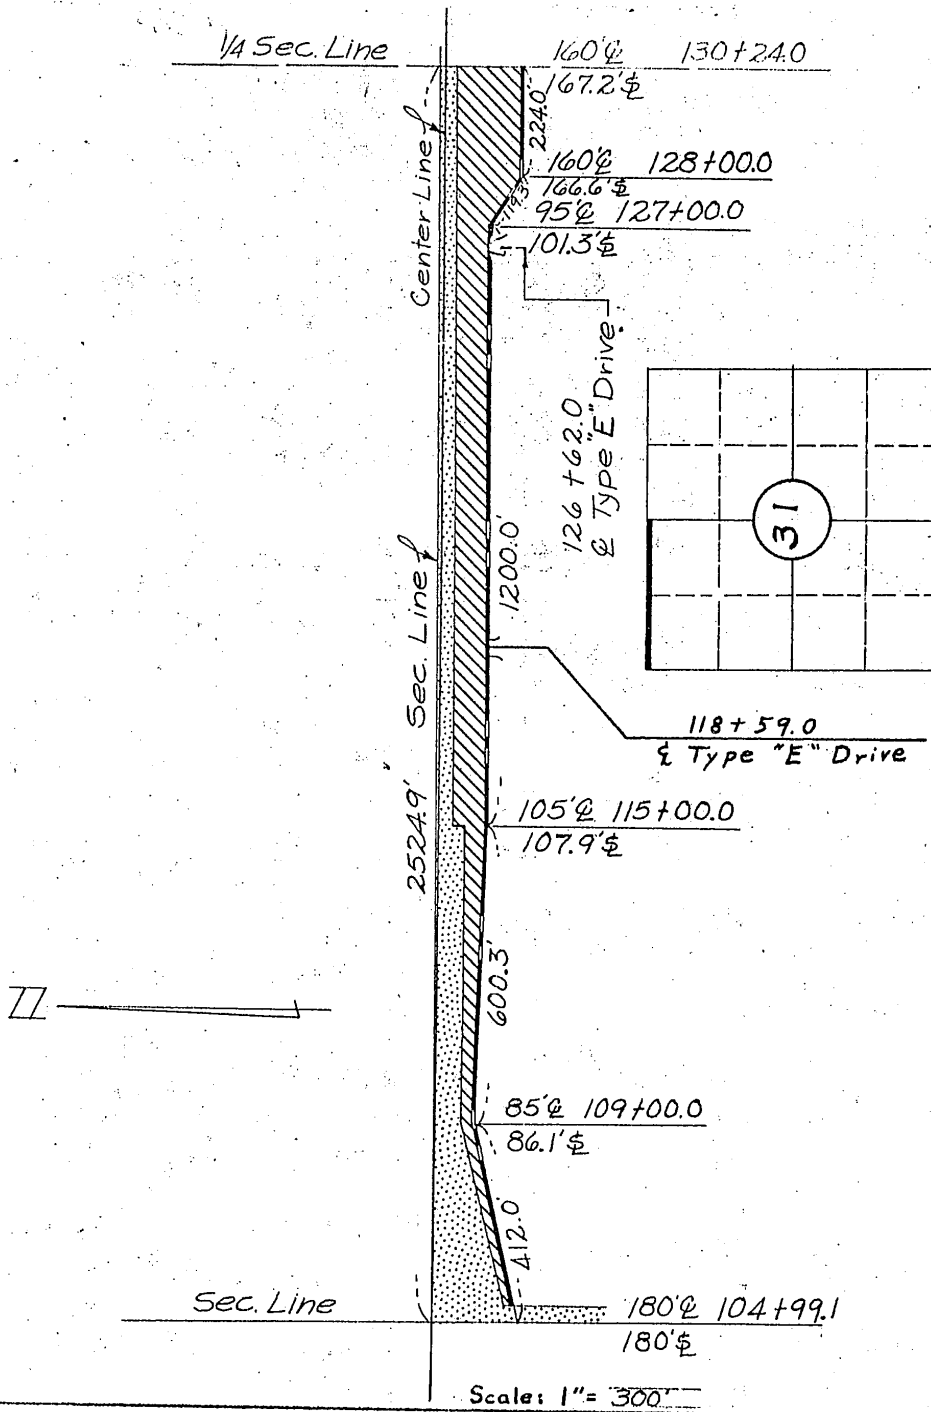 1/4 Sec. Line
160'℄ 130+24.0
167.2'$
224.0
Center Line
160'℄ 128+00.0
166.6'$
119.3'
95'℄ 127+00.0
101.3'$
126+62.0
℄ Type "E" Drive.
31
1200.0'
2524.9' Sec. Line
118+59.0
℄ Type "E" Drive
105'℄ 115+00.0
107.9'$
600.3'
85'℄ 109+00.0
86.1'$
412.0'
Sec. Line
180'℄ 104+99.1
180'$
Scale: 1"= 300'